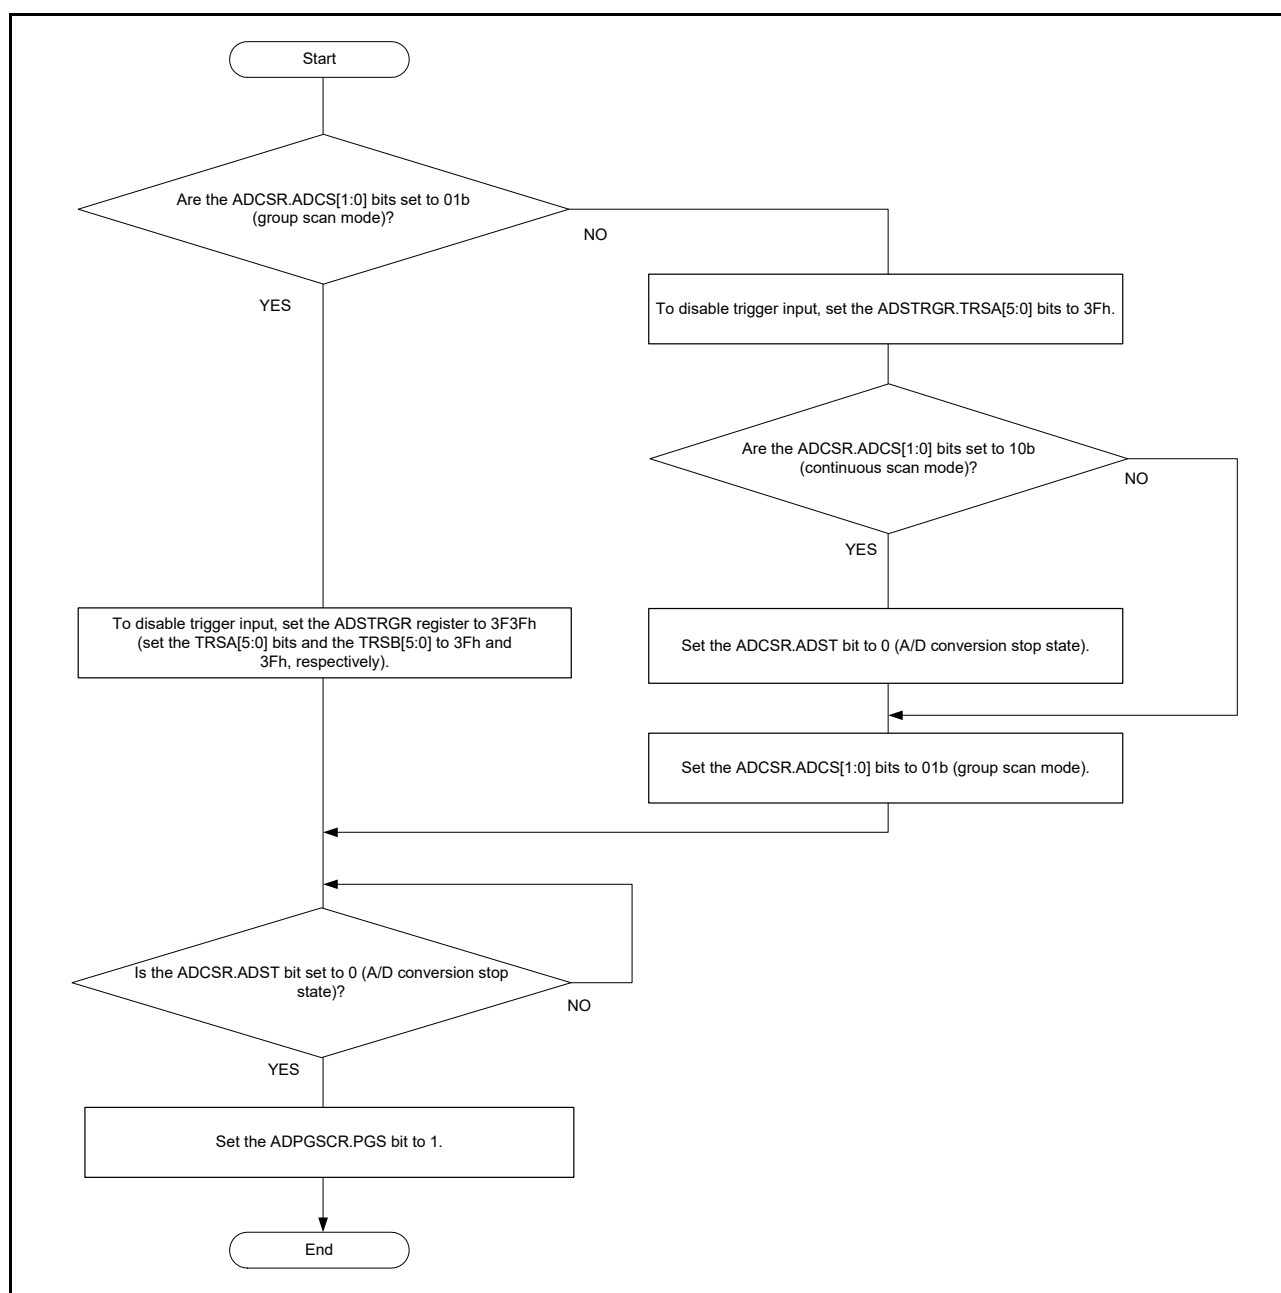 Start
Are the ADCSR.ADCS[1:0] bits set to 01b
(group scan mode)?
NO
YES
To disable trigger input, set the ADSTRGR.TRSA[5:0] bits to 3Fh.
Are the ADCSR.ADCS[1:0] bits set to 10b
(continuous scan mode)?
NO
YES
To disable trigger input, set the ADSTRGR register to 3F3Fh
(set the TRSA[5:0] bits and the TRSB[5:0] to 3Fh and
3Fh, respectively).
Set the ADCSR.ADST bit to 0 (A/D conversion stop state).
Set the ADCSR.ADCS[1:0] bits to 01b (group scan mode).
Is the ADCSR.ADST bit set to 0 (A/D conversion stop
state)?
NO
YES
Set the ADPGSCR.PGS bit to 1.
End